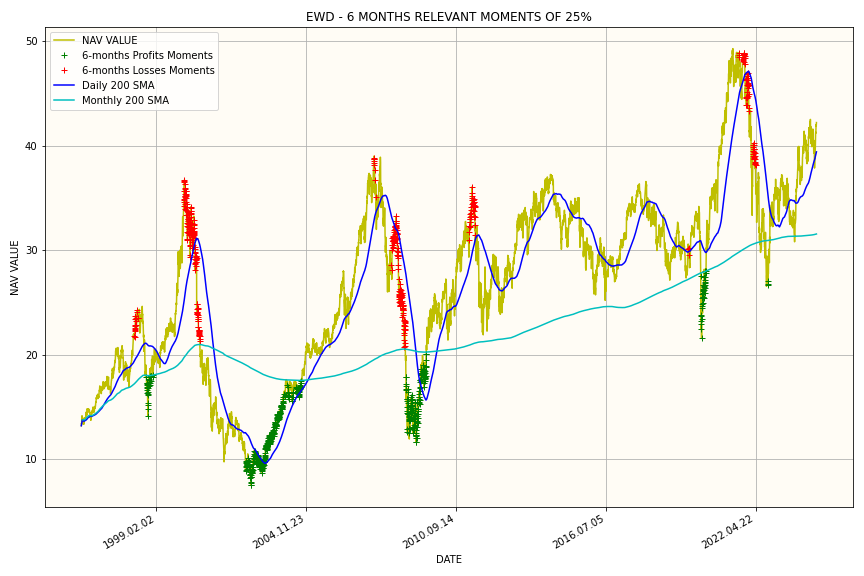 EWD - 6 MONTHS RELEVANT MOMENTS OF 25%
NAV VALUE
6-months Profits Moments
6-months Losses Moments
Daily 200 SMA
Monthly 200 SMA
50
40
30
20
10
NAV VALUE
1999.02.02
2004.11.23
2010.09.14
2016.07.05
2022.04.22
DATE